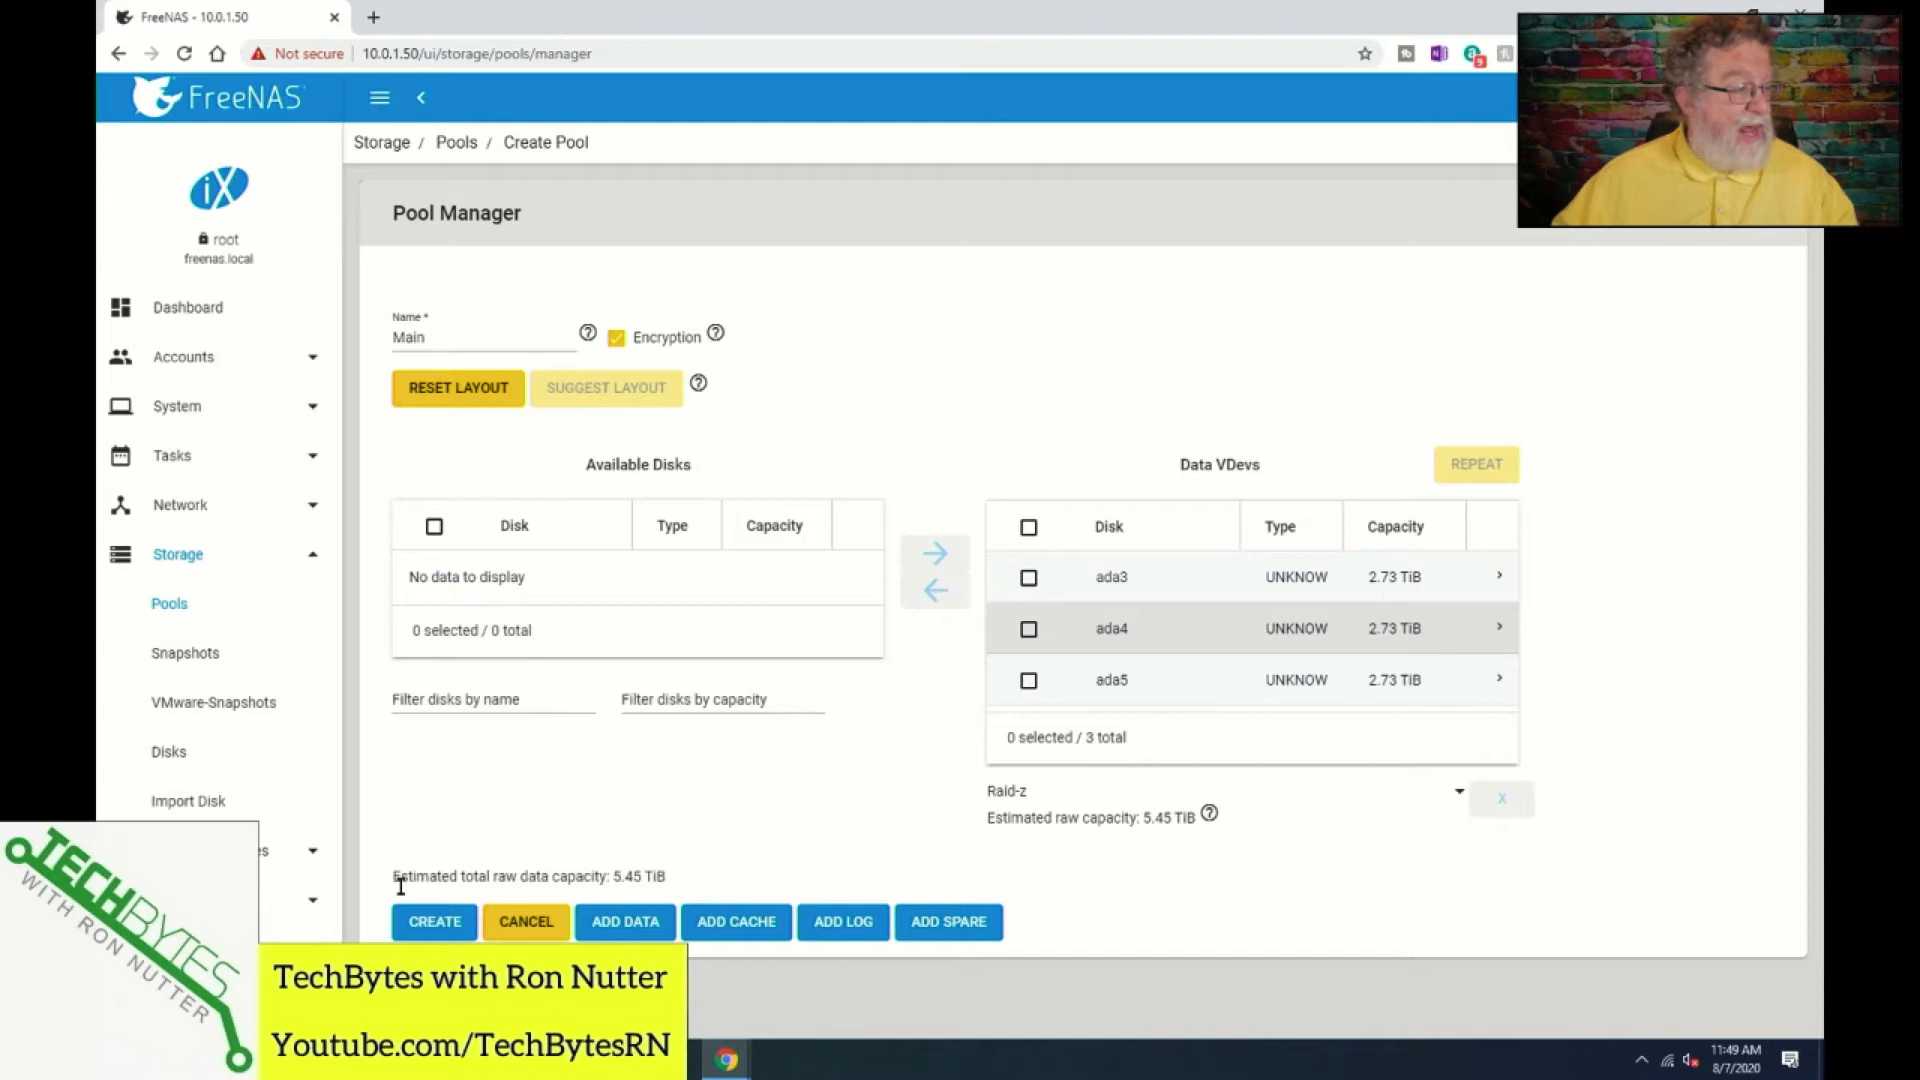 FreeNAS - 10.0.1.50
Not secure
10.0.1.50/ui/storage/pools/manager
9
FreeNAS
Storage / Pools / Create Pool
iX
root
freenas.local
Dashboard
Accounts
System
Tasks
Network
Storage
Pools
Snapshots
VMware-Snapshots
Disks
Import Disk
Pool Manager
Name *
Main
Encryption
RESET LAYOUT
SUGGEST LAYOUT
Available Disks
Disk Type Capacity
No data to display
0 selected / 0 total
Filter disks by name
Filter disks by capacity
Data VDevs
REPEAT
Disk Type Capacity
ada3 UNKNOW 2.73 TiB
ada4 UNKNOW 2.73 TiB
ada5 UNKNOW 2.73 TiB
0 selected / 3 total
Raid-z
X
Estimated raw capacity: 5.45 TiB
Estimated total raw data capacity: 5.45 TiB
CREATE
CANCEL
ADD DATA
ADD CACHE
ADD LOG
ADD SPARE
TECHBYTES
WITH RON NUTTER
TechBytes with Ron Nutter
Youtube.com/TechBytesRN
11:49 AM
8/7/2020